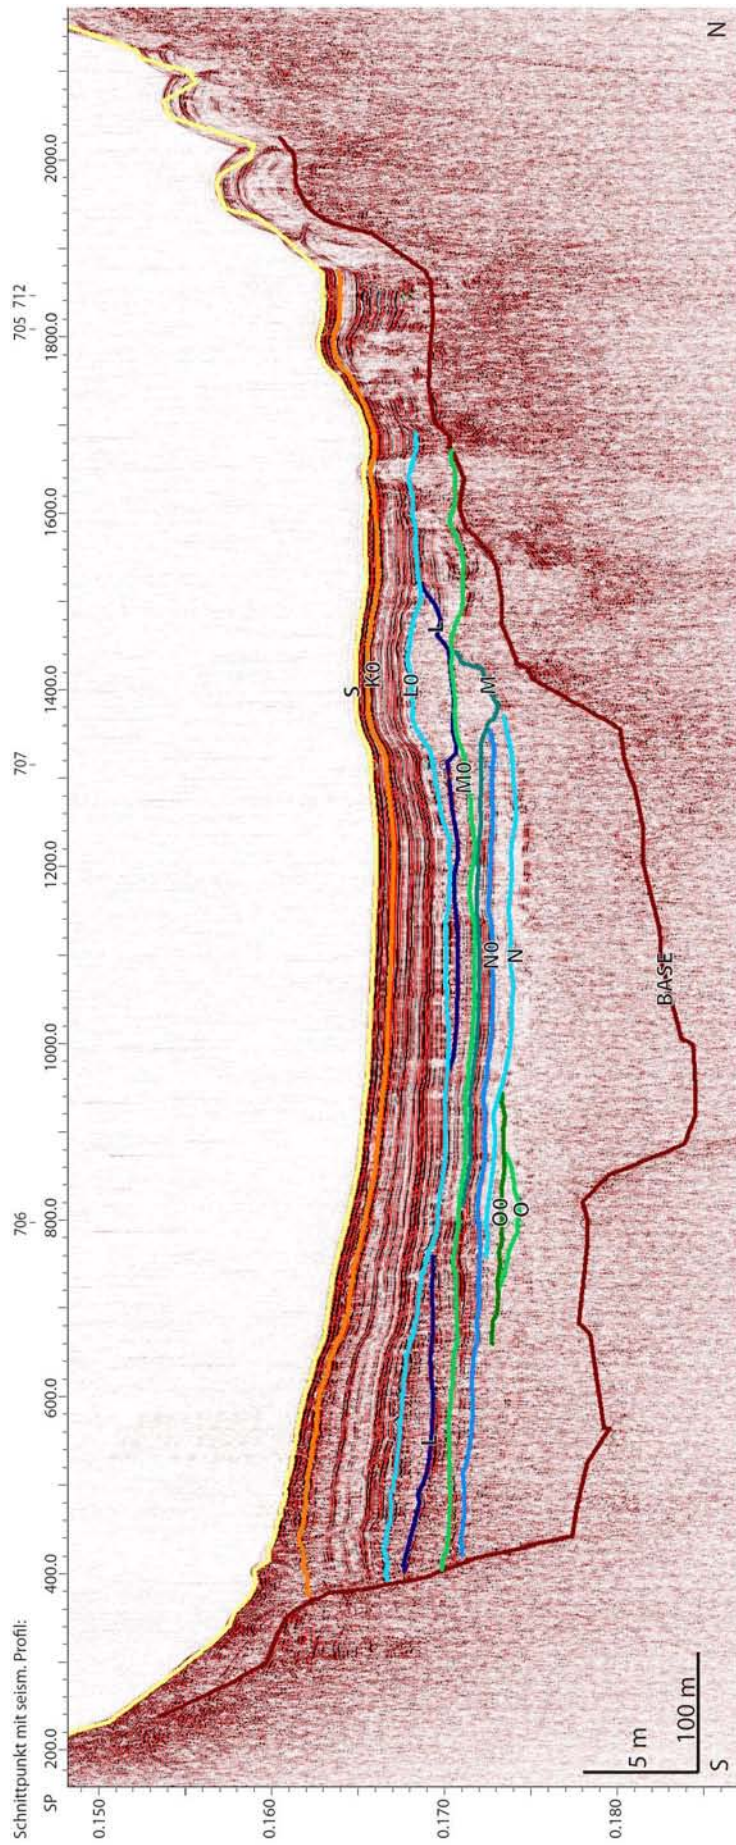 Schnittpunkt mit seism. Profil:
706
707
705 712
SP
200.0
400.0
600.0
800.0
1000.0
1200.0
1400.0
1600.0
1800.0
2000.0
0.150
0.160
0.170
0.180
S
K0
L0
L
L
M0
M
N0
N
O0
O
BASE
5 m
100 m
S
N